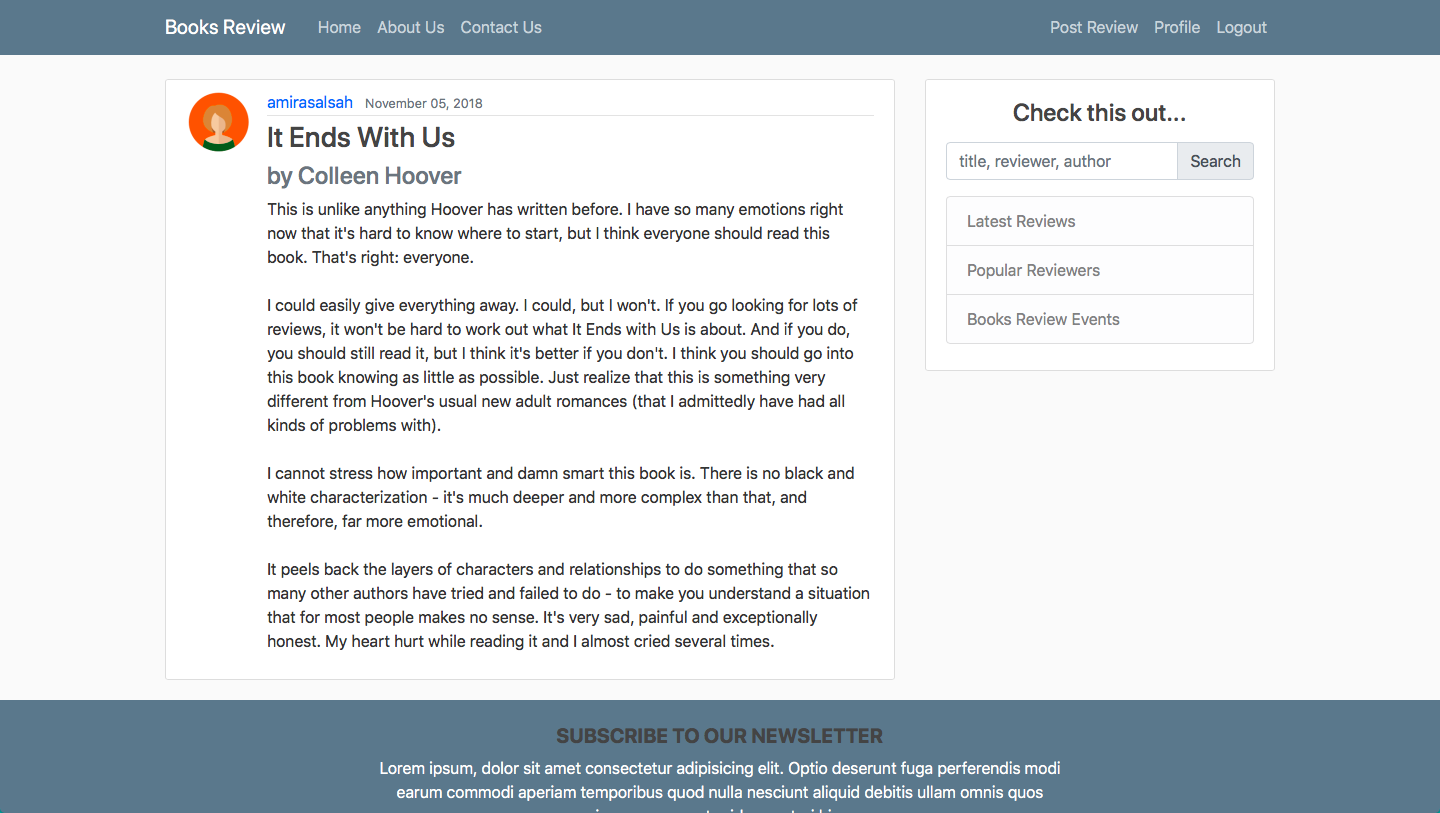 Books Review Home About Us Contact Us Post Review Profile Logout
amirasalsah November 05, 2018
It Ends With Us
by Colleen Hoover
This is unlike anything Hoover has written before. I have so many emotions right
now that it's hard to know where to start, but I think everyone should read this
book. That's right: everyone.
I could easily give everything away. I could, but I won't. If you go looking for lots of
reviews, it won't be hard to work out what It Ends with Us is about. And if you do,
you should still read it, but I think it's better if you don't. I think you should go into
this book knowing as little as possible. Just realize that this is something very
different from Hoover's usual new adult romances (that I admittedly have had all
kinds of problems with).
I cannot stress how important and damn smart this book is. There is no black and
white characterization - it's much deeper and more complex than that, and
therefore, far more emotional.
It peels back the layers of characters and relationships to do something that so
many other authors have tried and failed to do - to make you understand a situation
that for most people makes no sense. It's very sad, painful and exceptionally
honest. My heart hurt while reading it and I almost cried several times.
Check this out...
title, reviewer, author Search
Latest Reviews
Popular Reviewers
Books Review Events
SUBSCRIBE TO OUR NEWSLETTER
Lorem ipsum, dolor sit amet consectetur adipisicing elit. Optio deserunt fuga perferendis modi
earum commodi aperiam temporibus quod nulla nesciunt aliquid debitis ullam omnis quos